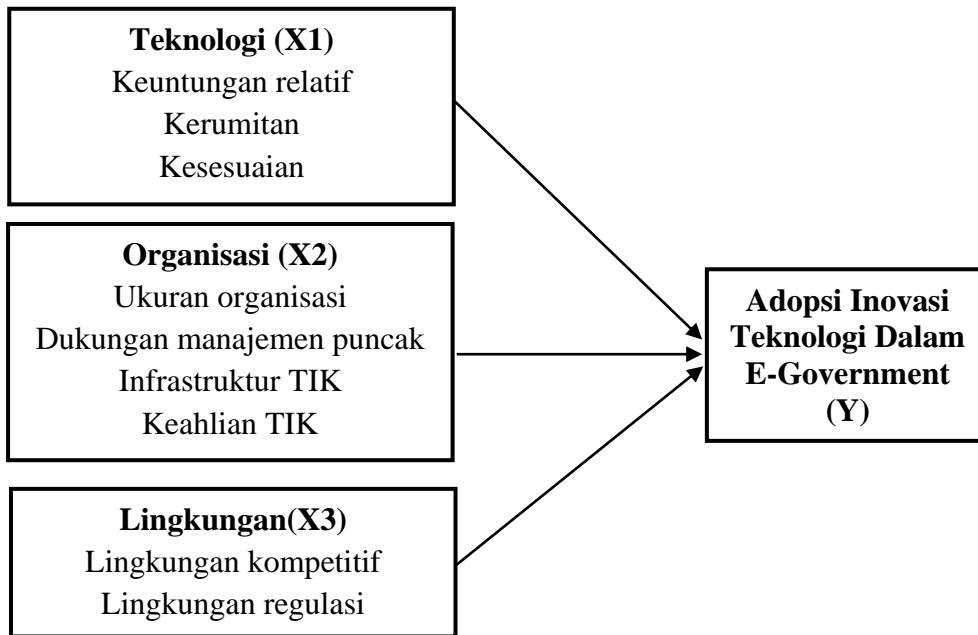 Teknologi (X1)
Keuntungan relatif
Kerumitan
Kesesuaian
Organisasi (X2)
Ukuran organisasi
Dukungan manajemen puncak
Infrastruktur TIK
Keahlian TIK
Lingkungan(X3)
Lingkungan kompetitif
Lingkungan regulasi
Adopsi Inovasi
Teknologi Dalam
E-Government
(Y)